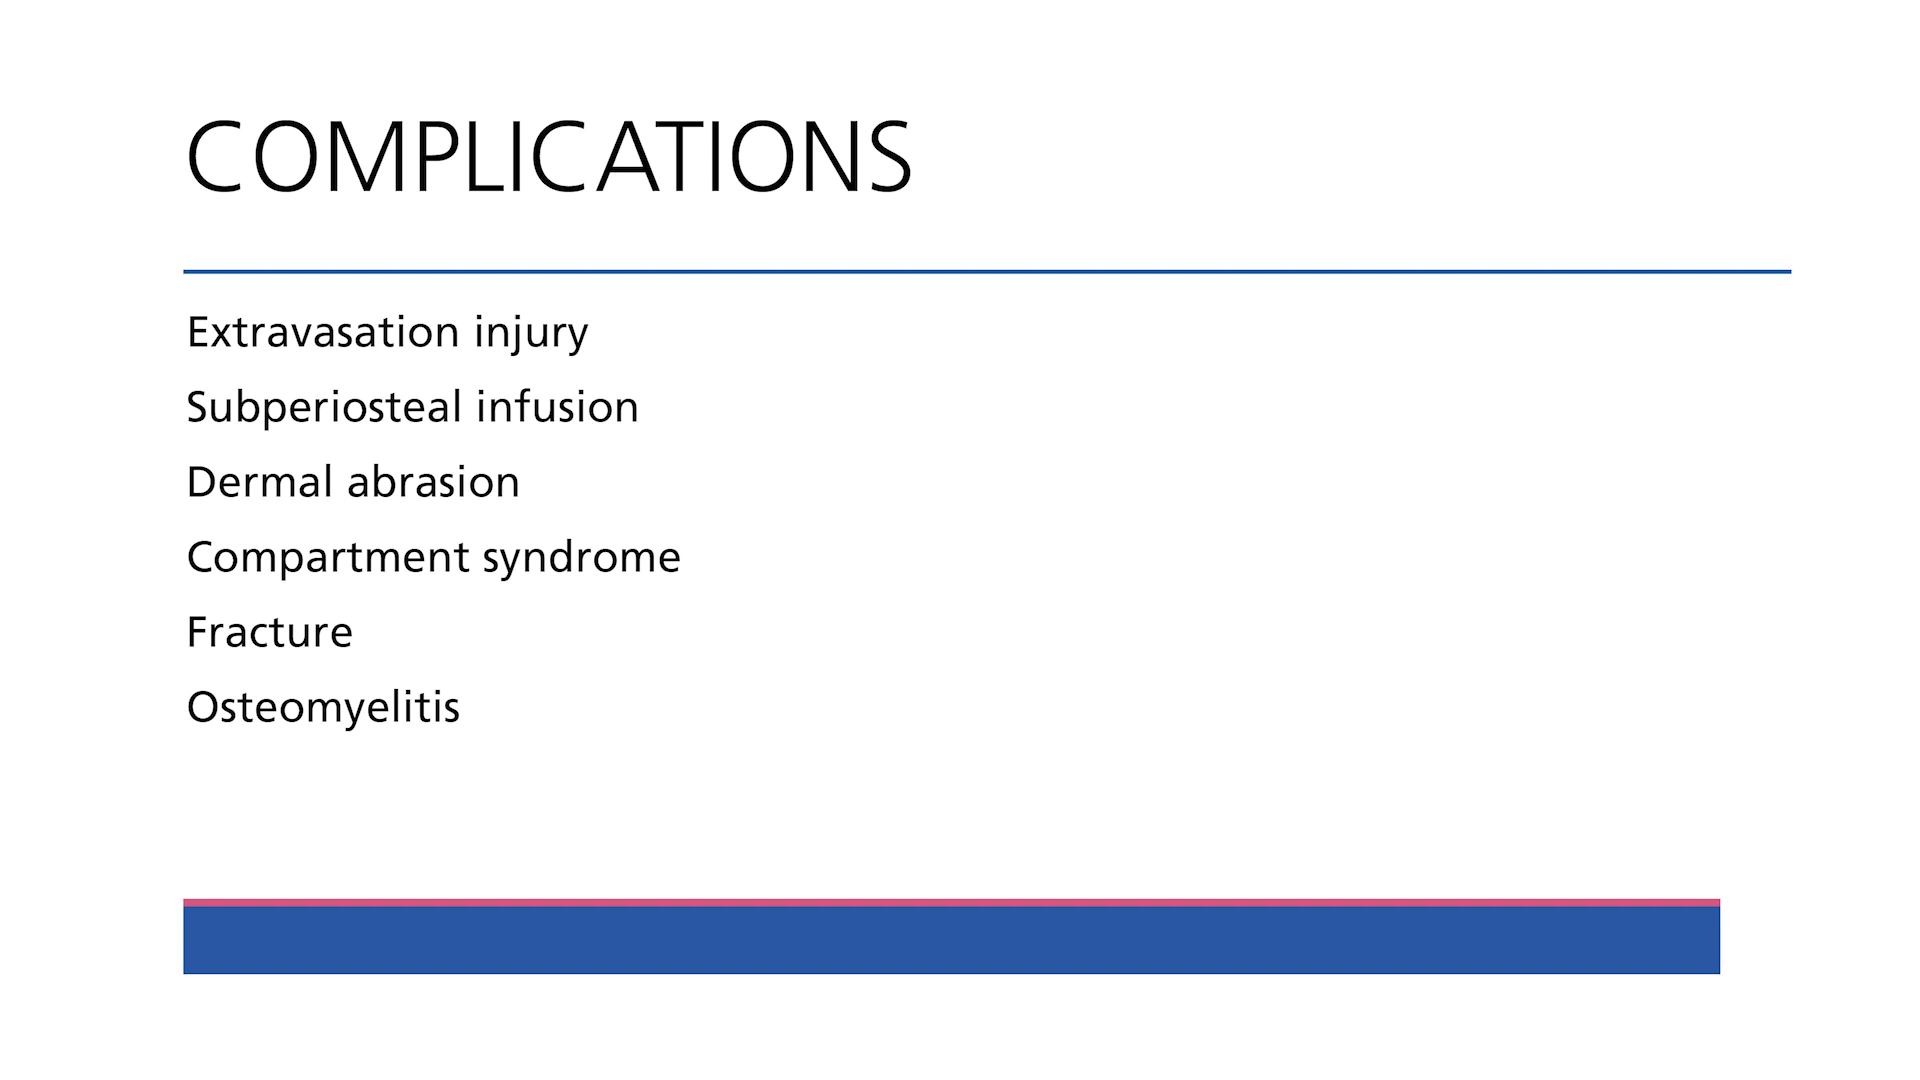 COMPLICATIONS
Extravasation injury
Subperiosteal infusion
Dermal abrasion
Compartment syndrome
Fracture
Osteomyelitis